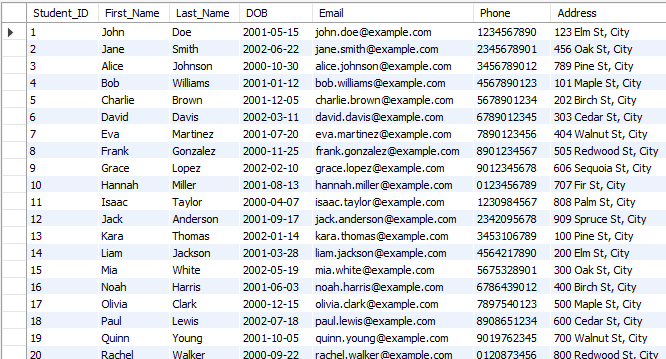 Student_ID First_Name Last_Name DOB Email Phone Address
1 John Doe 2001-05-15 john.doe@example.com 1234567890 123 Elm St, City
2 Jane Smith 2002-06-22 jane.smith@example.com 2345678901 456 Oak St, City
3 Alice Johnson 2000-10-30 alice.johnson@example.com 3456789012 789 Pine St, City
4 Bob Williams 2001-01-12 bob.williams@example.com 4567890123 101 Maple St, City
5 Charlie Brown 2001-12-05 charlie.brown@example.com 5678901234 202 Birch St, City
6 David Davis 2002-03-11 david.davis@example.com 6789012345 303 Cedar St, City
7 Eva Martinez 2001-07-20 eva.martinez@example.com 7890123456 404 Walnut St, City
8 Frank Gonzalez 2000-11-25 frank.gonzalez@example.com 8901234567 505 Redwood St, City
9 Grace Lopez 2002-02-10 grace.lopez@example.com 9012345678 606 Sequoia St, City
10 Hannah Miller 2001-08-13 hannah.miller@example.com 0123456789 707 Fir St, City
11 Isaac Taylor 2000-04-07 isaac.taylor@example.com 1230984567 808 Palm St, City
12 Jack Anderson 2001-09-17 jack.anderson@example.com 2342095678 909 Spruce St, City
13 Kara Thomas 2002-01-14 kara.thomas@example.com 3453106789 100 Pine St, City
14 Liam Jackson 2001-03-28 liam.jackson@example.com 4564217890 200 Elm St, City
15 Mia White 2002-05-19 mia.white@example.com 5675328901 300 Oak St, City
16 Noah Harris 2001-06-03 noah.harris@example.com 6786439012 400 Birch St, City
17 Olivia Clark 2000-12-15 olivia.clark@example.com 7897540123 500 Maple St, City
18 Paul Lewis 2002-07-18 paul.lewis@example.com 8908651234 600 Cedar St, City
19 Quinn Young 2001-10-05 quinn.young@example.com 9019762345 700 Walnut St, City
20 Rachel Walker 2000-09-22 rachel.walker@example.com 0120873456 800 Redwood St, City